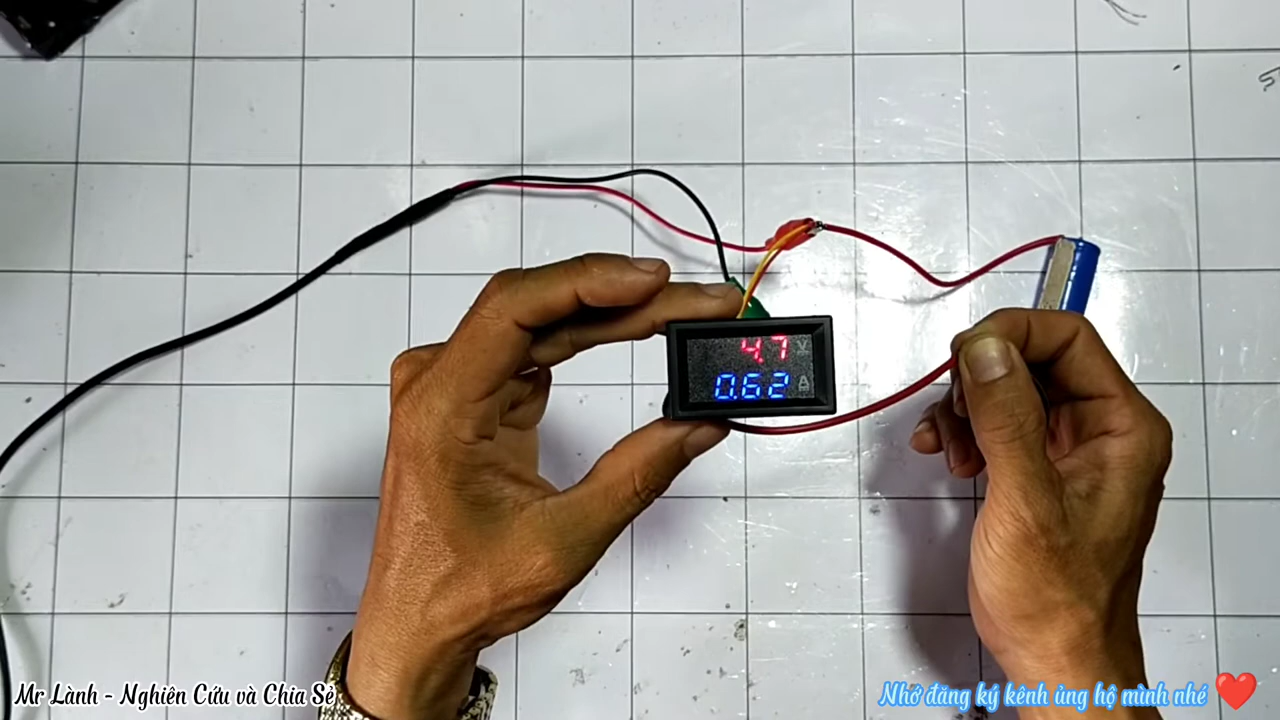 4.7 V
0.62 A
Mr Lành - Nghiên Cứu và Chia Sẻ
Nhớ đăng ký kênh ủng hộ mình nhé ❤️